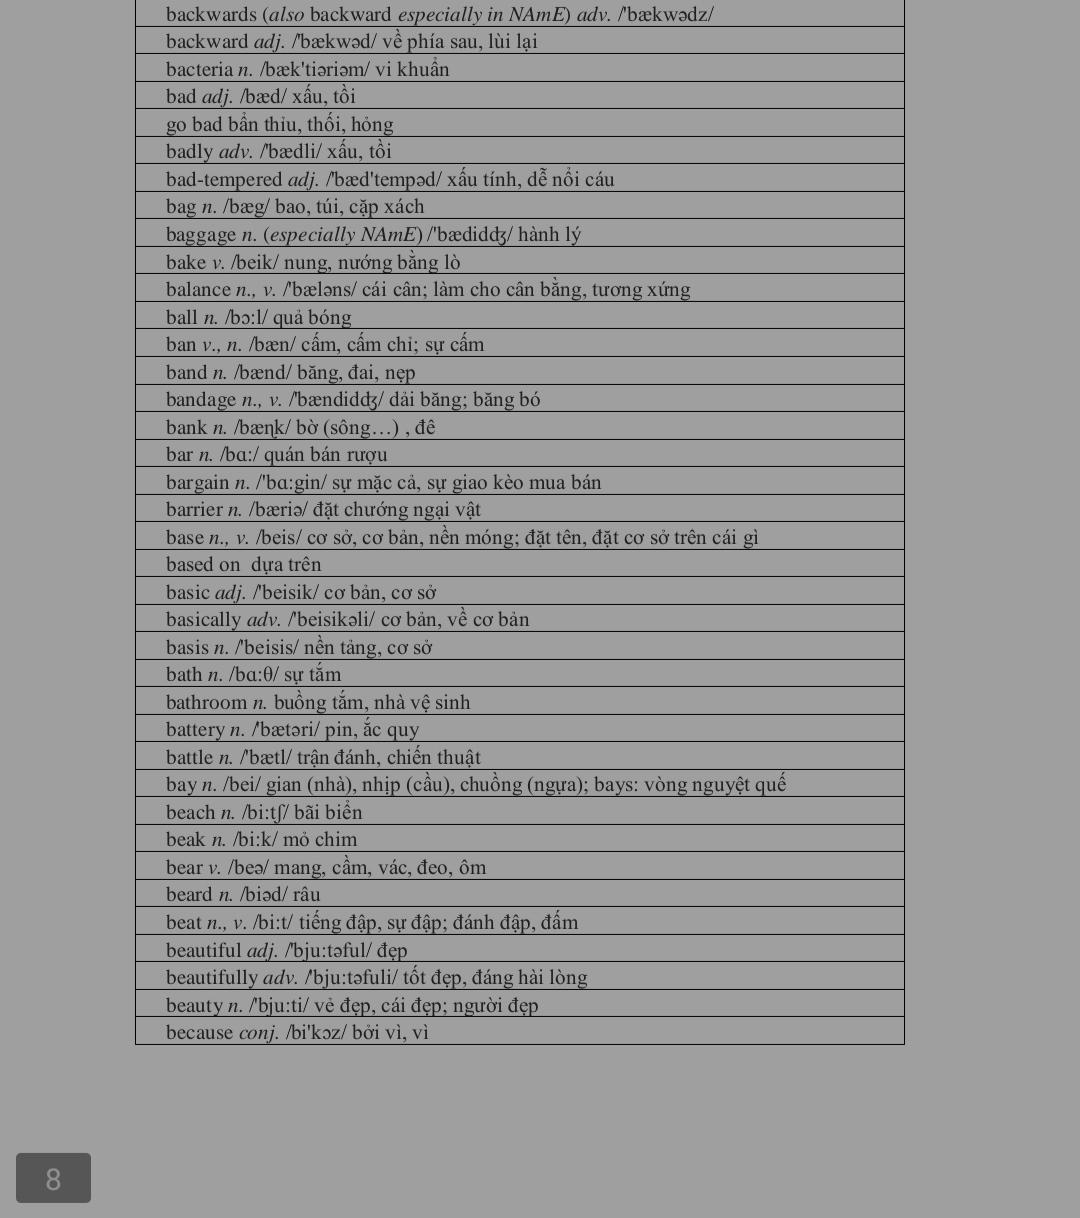 backwards (also backward especially in NAmE) adv. /'bækwədz/
backward adj. /'bækwəd/ về phía sau, lùi lại
bacteria n. /bæk'tiəriəm/ vi khuẩn
bad adj. /bæd/ xấu, tồi
go bad bẩn thỉu, thối, hỏng
badly adv. /'bædli/ xấu, tồi
bad-tempered adj. /'bæd'tempəd/ xấu tính, dễ nổi cáu
bag n. /bæg/ bao, túi, cặp xách
baggage n. (especially NAmE) /'bædidʤ/ hành lý
bake v. /beik/ nung, nướng bằng lò
balance n., v. /'bæləns/ cái cân; làm cho cân bằng, tương xứng
ball n. /bɔ:l/ quả bóng
ban v., n. /bæn/ cấm, cấm chỉ; sự cấm
band n. /bænd/ băng, đai, nẹp
bandage n., v. /'bændidʤ/ dải băng; băng bó
bank n. /bæɳk/ bờ (sông…) , đê
bar n. /bɑ:/ quán bán rượu
bargain n. /'bɑ:gin/ sự mặc cả, sự giao kèo mua bán
barrier n. /bæriə/ đặt chướng ngại vật
base n., v. /beis/ cơ sở, cơ bản, nền móng; đặt tên, đặt cơ sở trên cái gì
based on dựa trên
basic adj. /'beisik/ cơ bản, cơ sở
basically adv. /'beisikəli/ cơ bản, về cơ bản
basis n. /'beisis/ nền tảng, cơ sở
bath n. /bɑ:θ/ sự tắm
bathroom n. buồng tắm, nhà vệ sinh
battery n. /'bætəri/ pin, ắc quy
battle n. /'bætl/ trận đánh, chiến thuật
bay n. /bei/ gian (nhà), nhịp (cầu), chuồng (ngựa); bays: vòng nguyệt quế
beach n. /bi:tʃ/ bãi biển
beak n. /bi:k/ mỏ chim
bear v. /beə/ mang, cầm, vác, đeo, ôm
beard n. /biəd/ râu
beat n., v. /bi:t/ tiếng đập, sự đập; đánh đập, đấm
beautiful adj. /'bju:təful/ đẹp
beautifully adv. /'bju:təfuli/ tốt đẹp, đáng hài lòng
beauty n. /'bju:ti/ vẻ đẹp, cái đẹp; người đẹp
because conj. /bi'kɔz/ bởi vì, vì
8